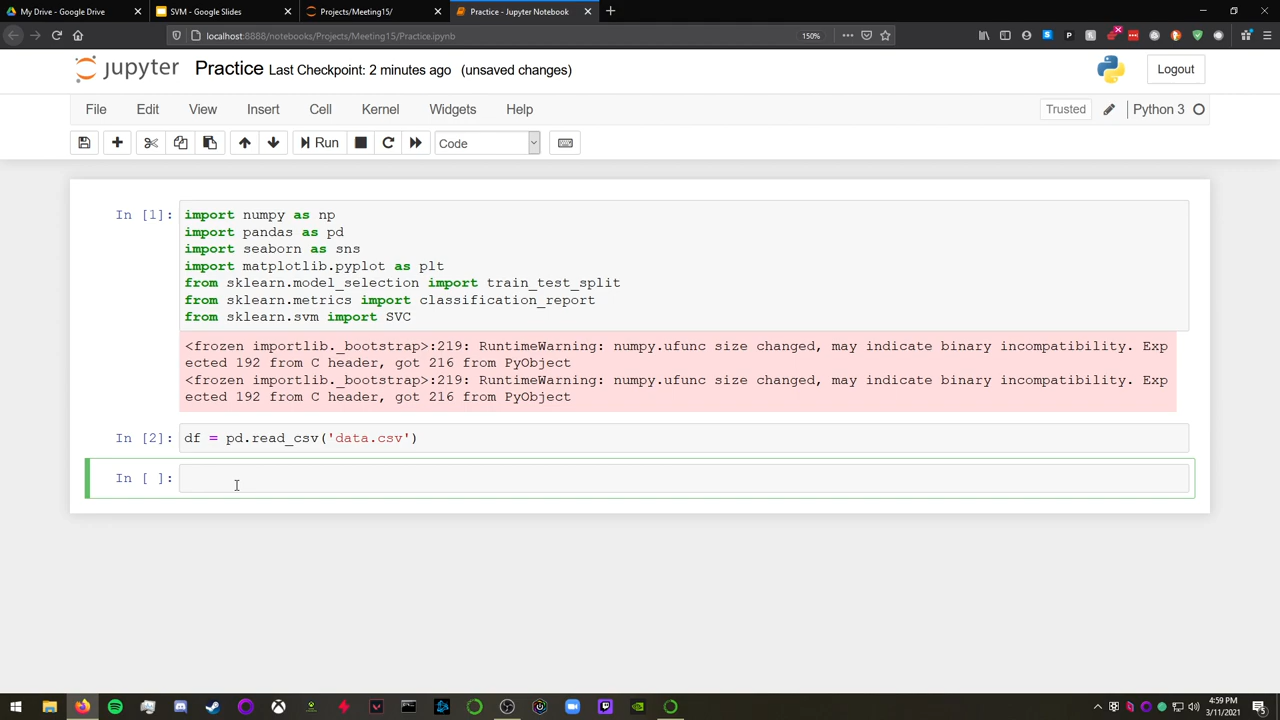 My Drive - Google Drive
SVM - Google Slides
Projects/Meeting15/
Practice - Jupyter Notebook
localhost:8888/notebooks/Projects/Meeting15/Practice.ipynb
150%
jupyter Practice Last Checkpoint: 2 minutes ago (unsaved changes)
Logout
File Edit View Insert Cell Kernel Widgets Help
Trusted
Python 3
Run
Code
In [1]: import numpy as np
import pandas as pd
import seaborn as sns
import matplotlib.pyplot as plt
from sklearn.model_selection import train_test_split
from sklearn.metrics import classification_report
from sklearn.svm import SVC
<frozen importlib._bootstrap>:219: RuntimeWarning: numpy.ufunc size changed, may indicate binary incompatibility. Exp
ected 192 from C header, got 216 from PyObject
<frozen importlib._bootstrap>:219: RuntimeWarning: numpy.ufunc size changed, may indicate binary incompatibility. Exp
ected 192 from C header, got 216 from PyObject
In [2]: df = pd.read_csv('data.csv')
In [ ]:
4:59 PM
3/11/2021